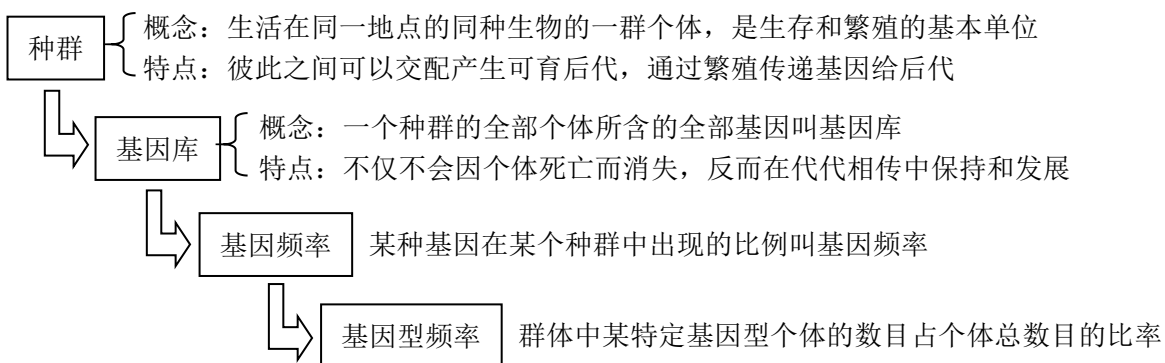 种群
概念：生活在同一地点的同种生物的一群个体，是生存和繁殖的基本单位
特点：彼此之间可以交配产生可育后代，通过繁殖传递基因给后代
基因库
概念：一个种群的全部个体所含的全部基因叫基因库
特点：不仅不会因个体死亡而消失，反而在代代相传中保持和发展
基因频率 某种基因在某个种群中出现的比例叫基因频率
基因型频率 群体中某特定基因型个体的数目占个体总数目的比率